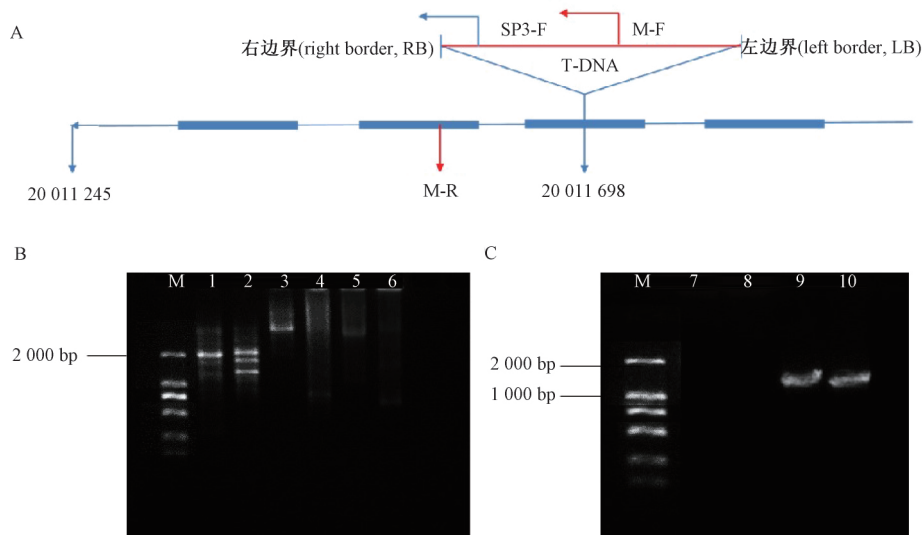 A
SP3-F
M-F
右边界(right border, RB)
左边界(left border, LB)
T-DNA
20 011 245
M-R
20 011 698
B
M 1 2 3 4 5 6
2 000 bp
C
M 7 8 9 10
2 000 bp
1 000 bp